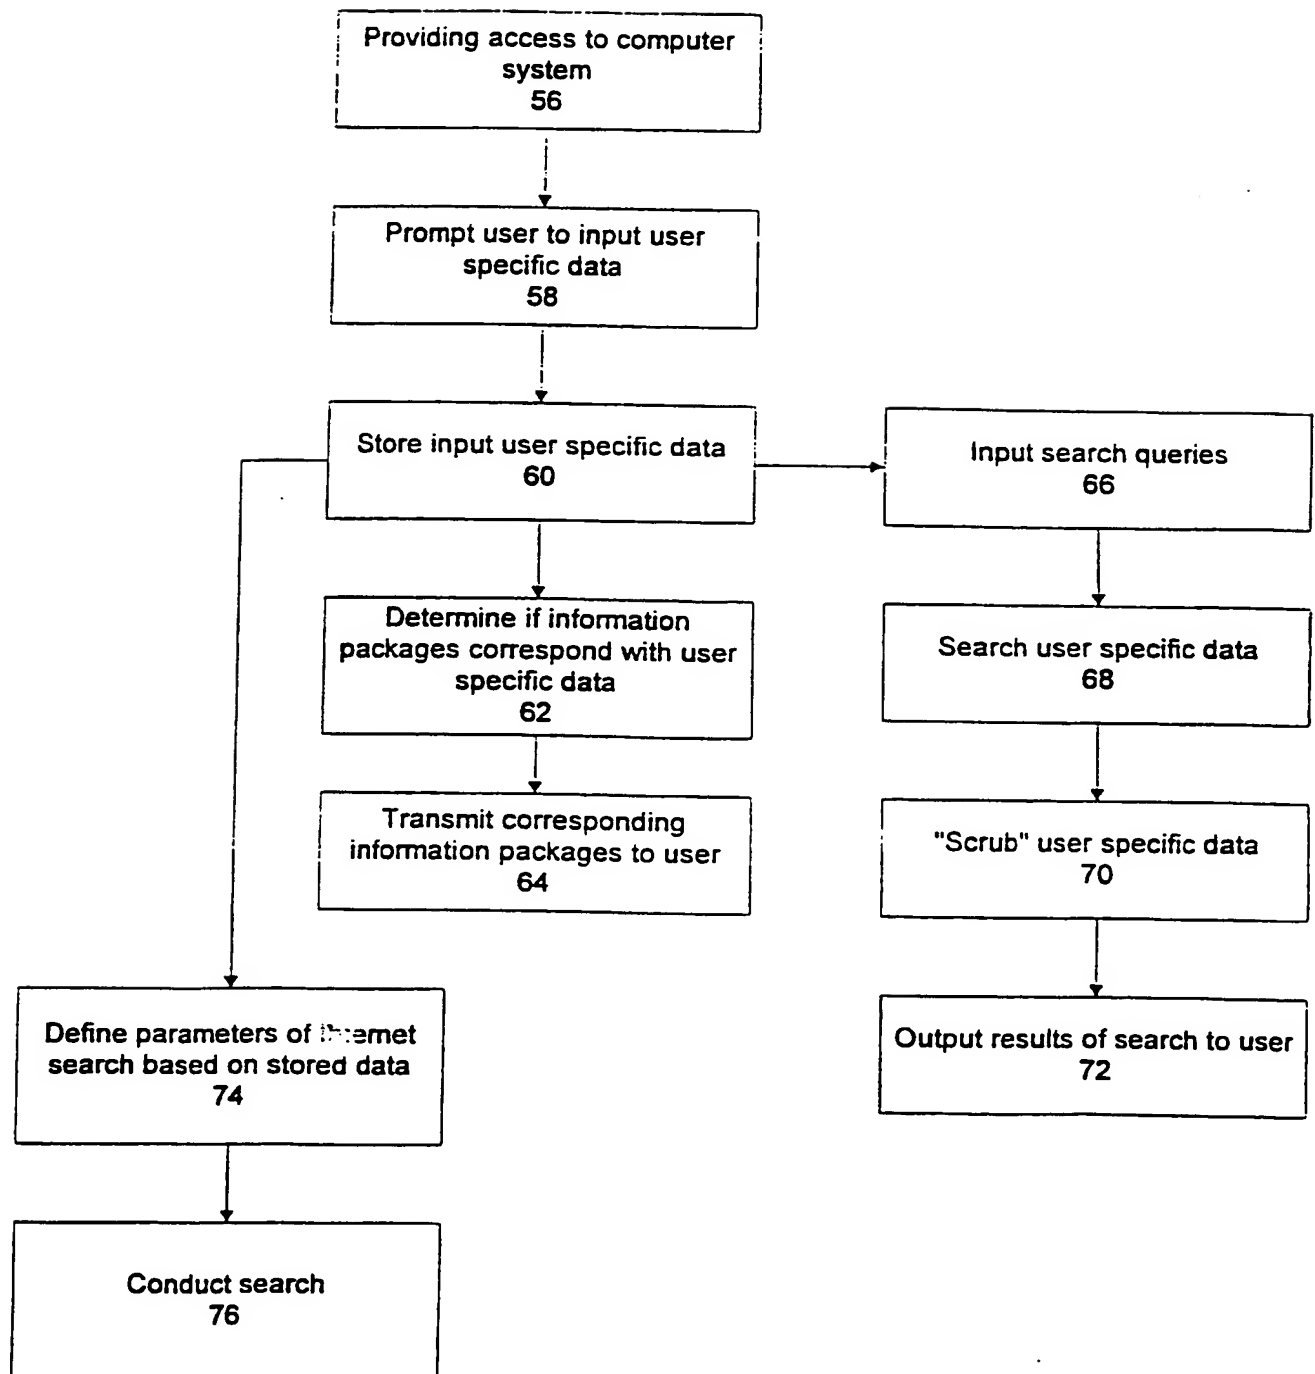 Providing access to computer
system
56
Prompt user to input user
specific data
58
Store input user specific data
60
Input search queries
66
Determine if information
packages correspond with user
specific data
62
Search user specific data
68
Transmit corresponding
information packages to user
64
"Scrub" user specific data
70
Define parameters of
search based on stored data
74
Output results of search to user
72
Conduct search
76